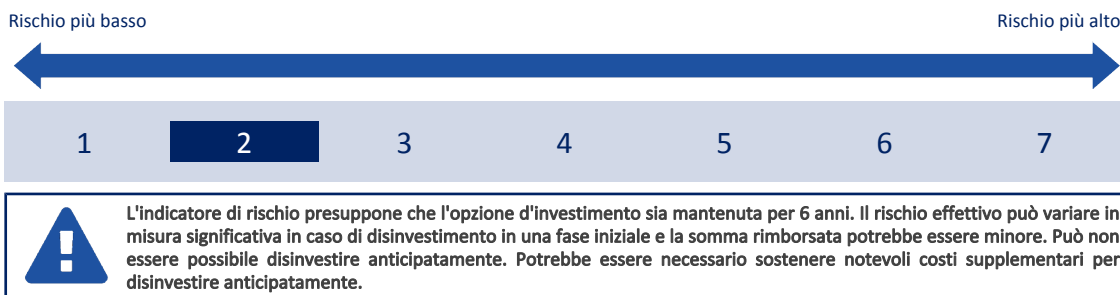 Rischio più basso Rischio più alto
1 2 3 4 5 6 7
L'indicatore di rischio presuppone che l'opzione d'investimento sia mantenuta per 6 anni. Il rischio effettivo può variare in
misura significativa in caso di disinvestimento in una fase iniziale e la somma rimborsata potrebbe essere minore. Può non
essere possibile disinvestire anticipatamente. Potrebbe essere necessario sostenere notevoli costi supplementari per
disinvestire anticipatamente.